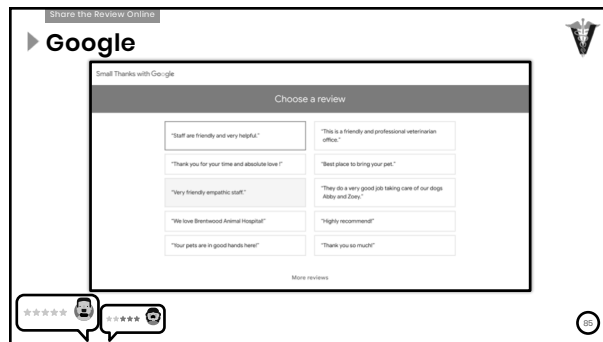 Share the Review Online
Google
Small Thanks with Google
Choose a review
"Staff are friendly and very helpful."
"This is a friendly and professional veterinarian
office."
"Thank you for your time and absolute love !"
"Best place to bring your pet."
"Very friendly empathic staff."
"They do a very good job taking care of our dogs
Abby and Zoey."
"We love Brentwood Animal Hospital!"
"Highly recommend!"
"Your pets are in good hands here!"
"Thank you so much!"
More reviews
85